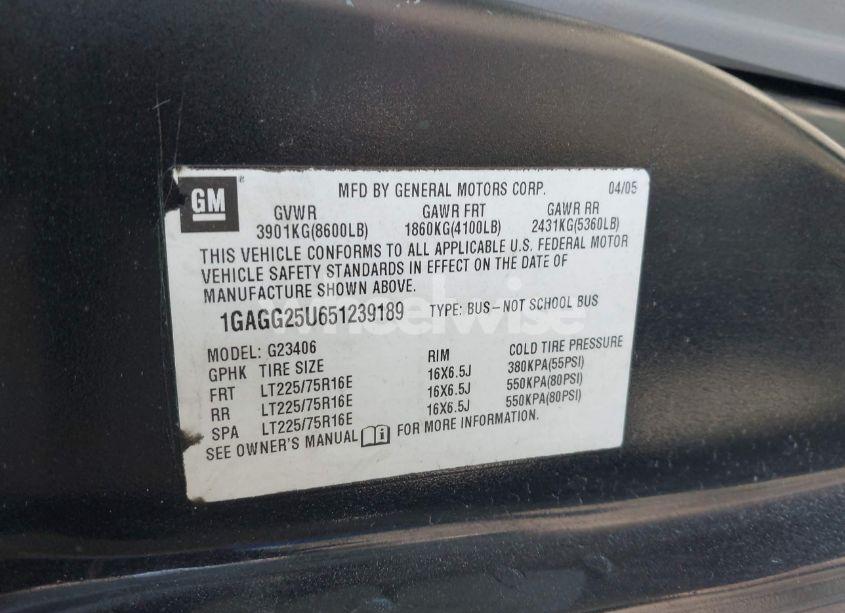 GM ®
MFD BY GENERAL MOTORS CORP. 04/05
GVWR GAWR FRT GAWR RR
3901KG(8600LB) 1860KG(4100LB) 2431KG(5360LB)
THIS VEHICLE CONFORMS TO ALL APPLICABLE U.S. FEDERAL MOTOR
VEHICLE SAFETY STANDARDS IN EFFECT ON THE DATE OF
MANUFACTURE SHOWN ABOVE.
1GAGG25U651239189 TYPE: BUS-NOT SCHOOL BUS
wheelwise
MODEL: G23406
GPHK TIRE SIZE RIM COLD TIRE PRESSURE
FRT LT225/75R16E 16X6.5J 380KPA(55PSI)
RR LT225/75R16E 16X6.5J 550KPA(80PSI)
SPA LT225/75R16E 16X6.5J 550KPA(80PSI)
SEE OWNER'S MANUAL FOR MORE INFORMATION.